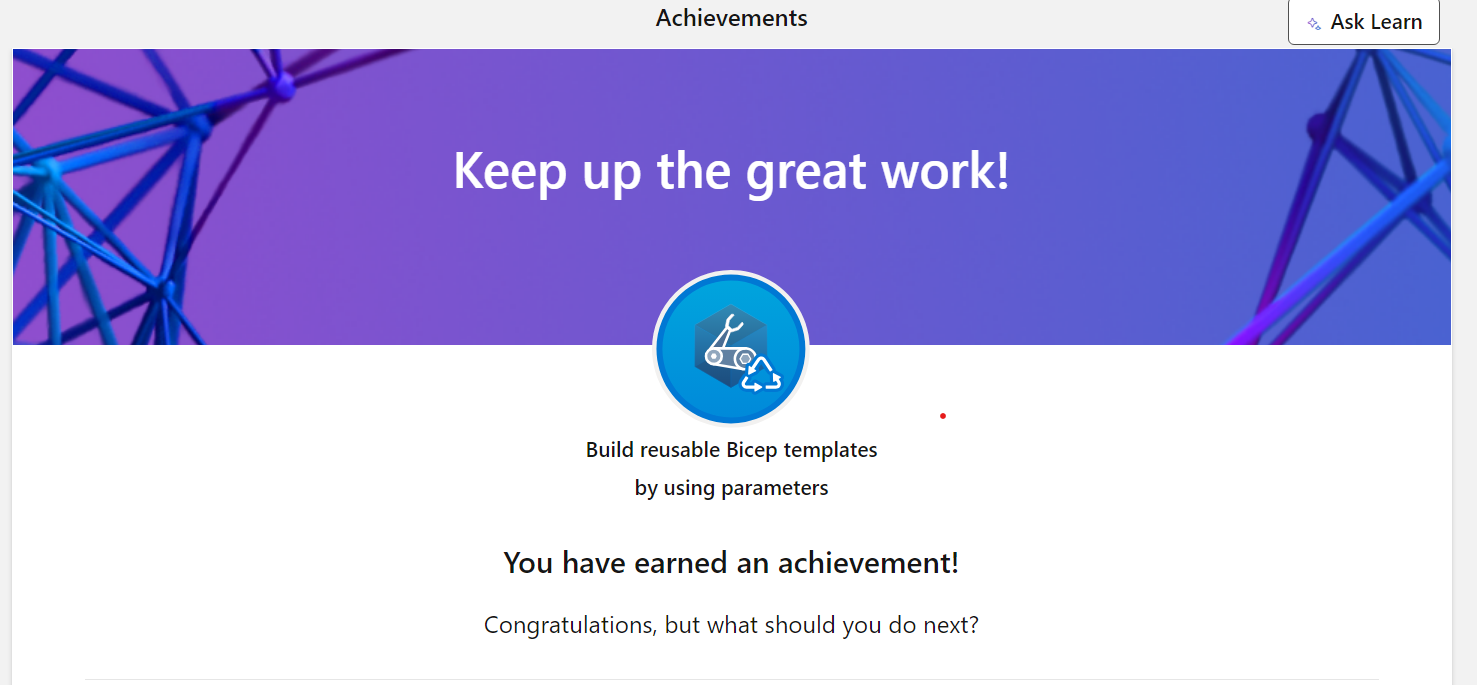 Achievements
Ask Learn
Keep up the great work!
Build reusable Bicep templates
by using parameters
You have earned an achievement!
Congratulations, but what should you do next?